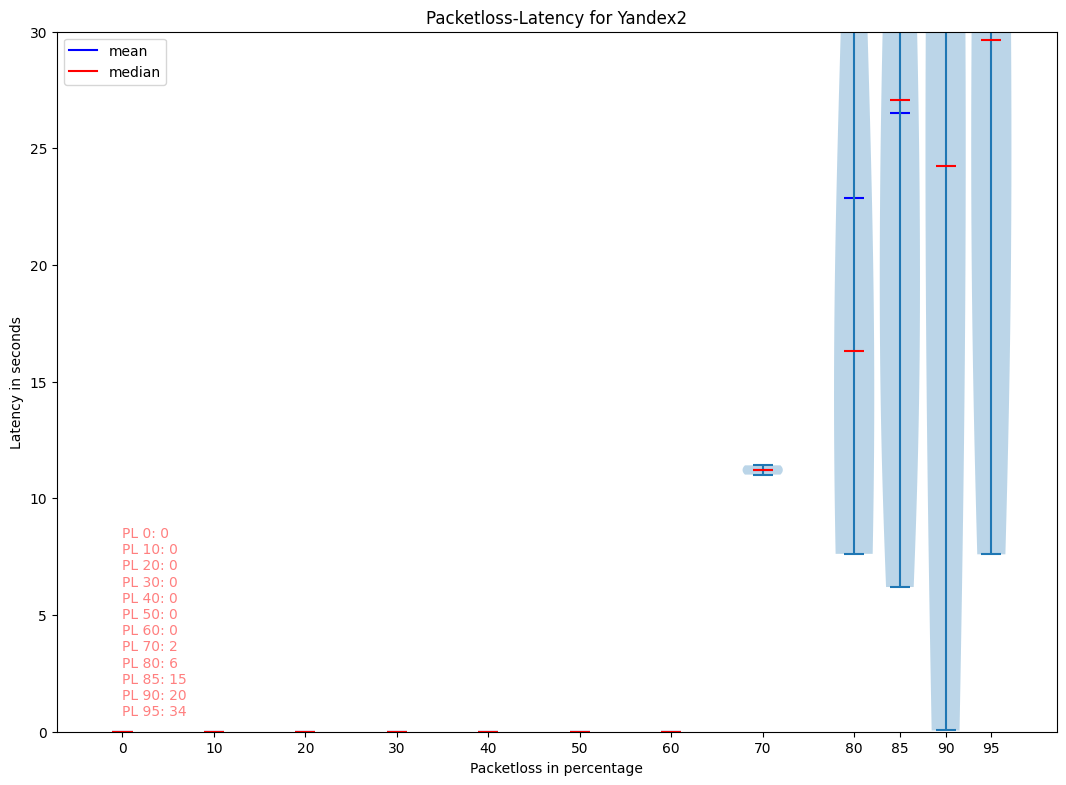 Packetloss-Latency for Yandex2
mean
median
30
25
20
15
10
5
0
Latency in seconds
PL 0: 0
PL 10: 0
PL 20: 0
PL 30: 0
PL 40: 0
PL 50: 0
PL 60: 0
PL 70: 2
PL 80: 6
PL 85: 15
PL 90: 20
PL 95: 34
0 10 20 30 40 50 60 70 80 85 90 95
Packetloss in percentage